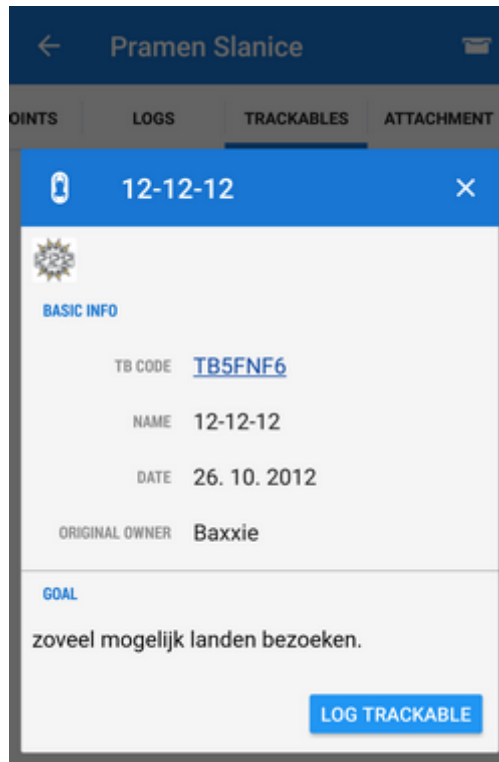 Pramen Slanice
OINTS LOGS TRACKABLES ATTACHMENT
12-12-12
BASIC INFO
TB CODE TB5FNF6
NAME 12-12-12
DATE 26. 10. 2012
ORIGINAL OWNER Baxxie
GOAL
zoveel mogelijk landen bezoeken.
LOG TRACKABLE